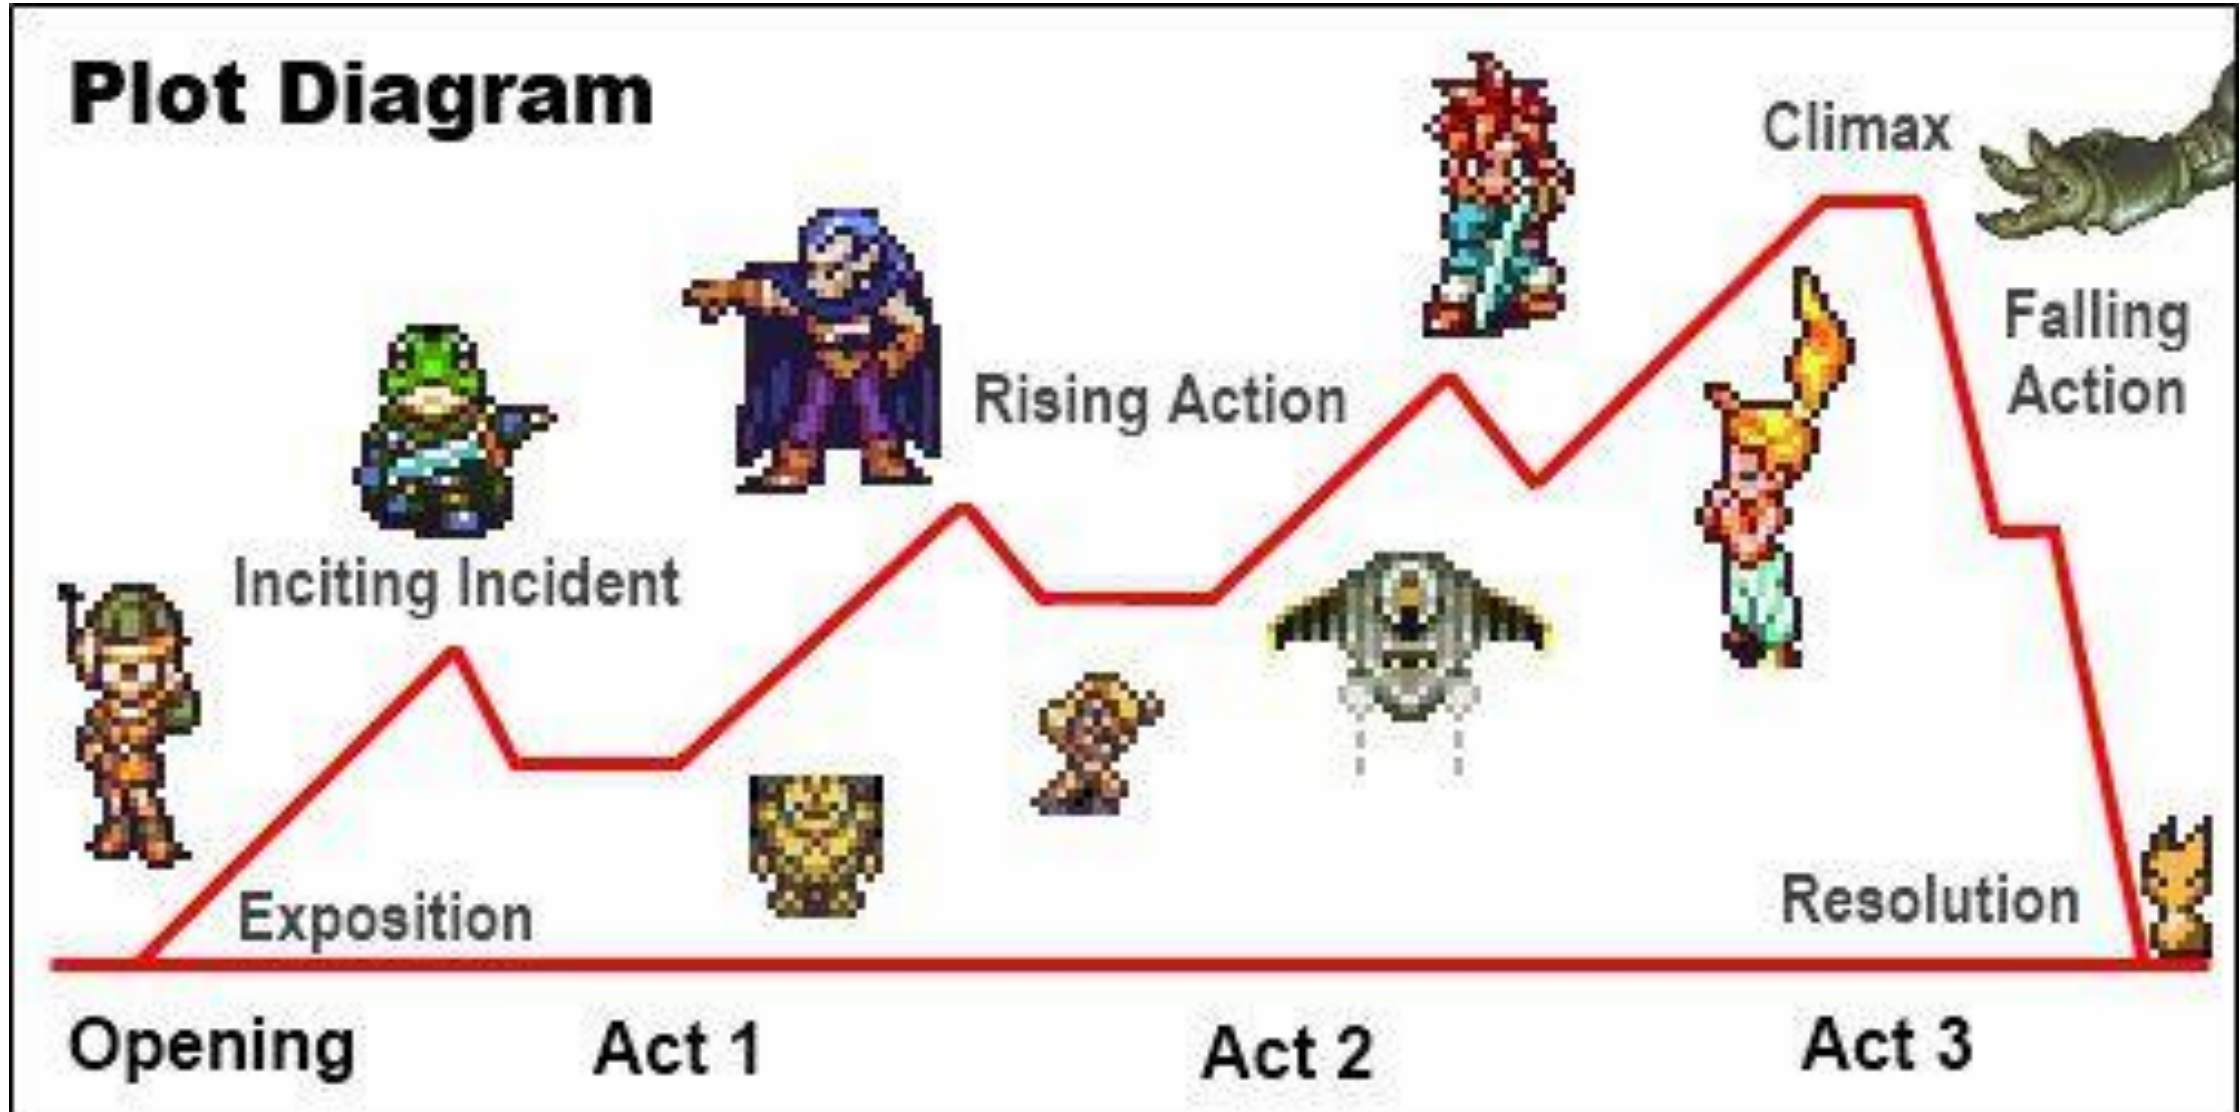 Plot Diagram
Climax
Falling
Action
Rising Action
Inciting Incident
Exposition
Resolution
Opening
Act 1
Act 2
Act 3